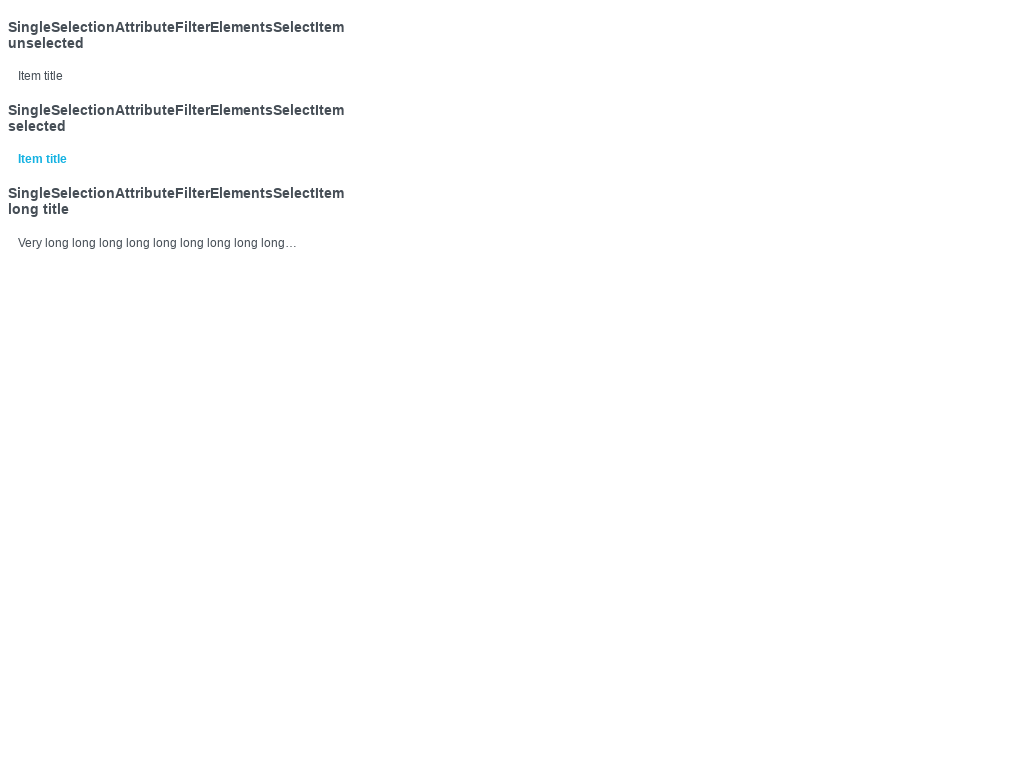 SingleSelectionAttributeFilterElementsSelectItem
unselected
Item title
SingleSelectionAttributeFilterElementsSelectItem
selected
Item title
SingleSelectionAttributeFilterElementsSelectItem
long title
Very long long long long long long long long long…